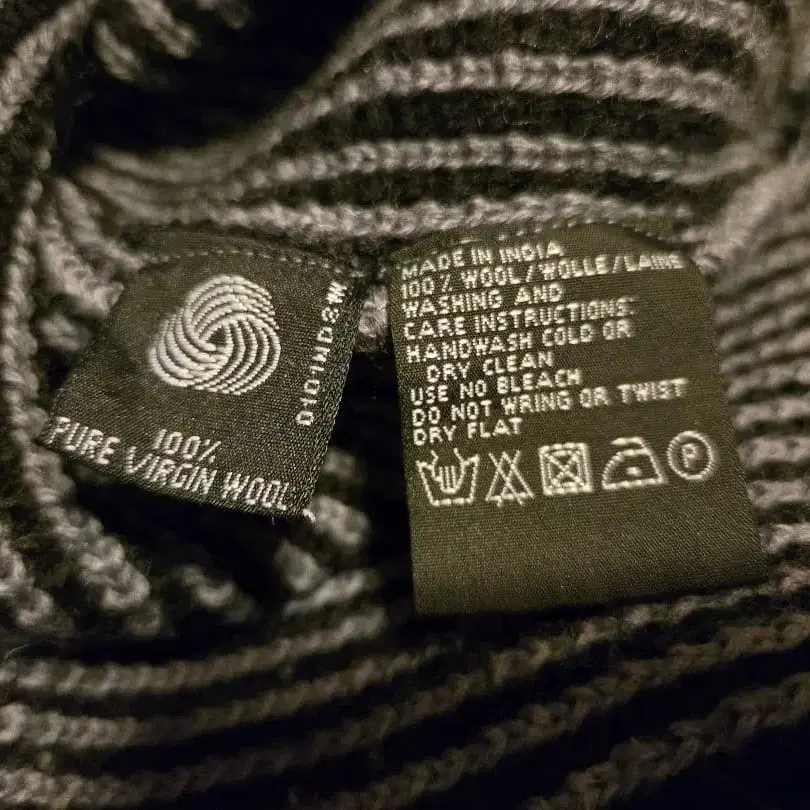 100%
PURE VIRGIN WOOL
MADE IN INDIA
100% WOOL/WOLLE/LAINE
WASHING AND
CARE INSTRUCTIONS:
HANDWASH COLD OR
DRY CLEAN
USE NO BLEACH
DO NOT WRING OR TWIST
DRY FLAT
P